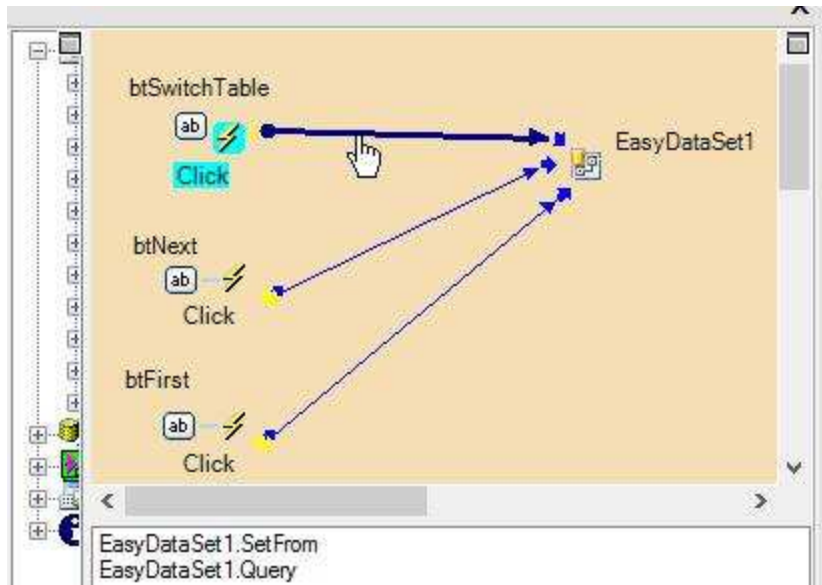 btSwitchTable
ab
Click
EasyDataSet1
btNext
ab
Click
btFirst
ab
Click
EasyDataSet1.SetFrom
EasyDataSet1.Query